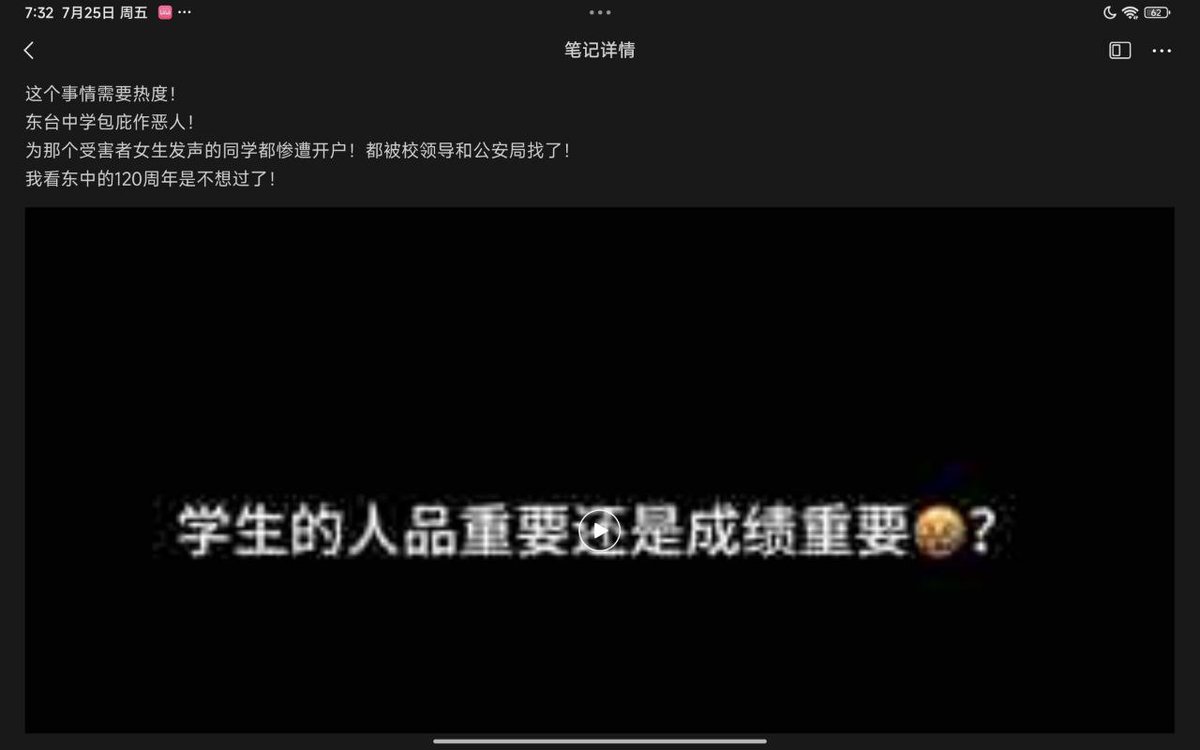 7:32 7月25日 周五
62
笔记详情
这个事情需要热度！
东台中学包庇作恶人！
为那个受害者女生发声的同学都惨遭开户！都被校领导和公安局找了！
我看东中的120周年是不想过了！
学生的人品重要还是成绩重要🤬？